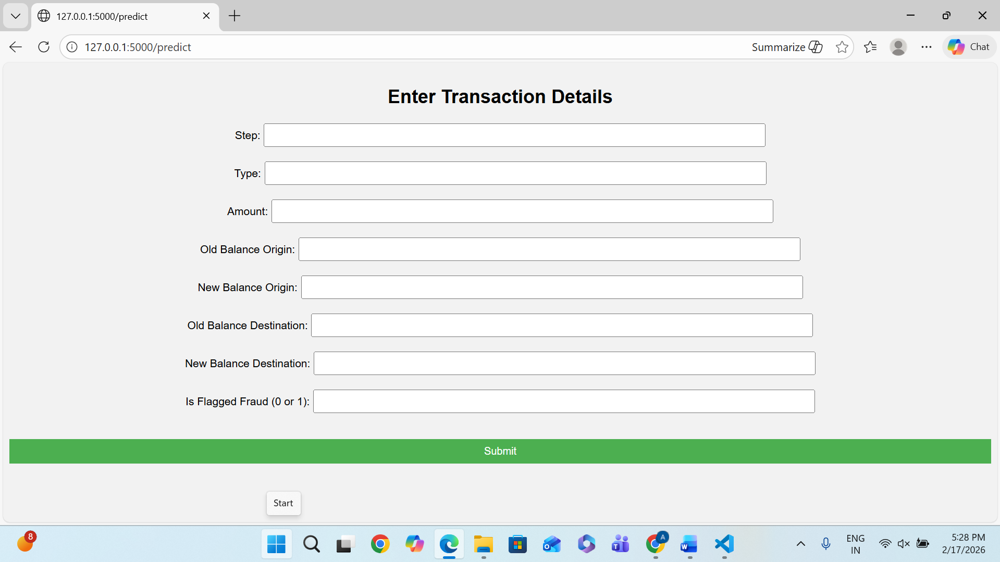 127.0.0.1:5000/predict
127.0.0.1:5000/predict
Summarize
Chat
Enter Transaction Details
Step:
Type:
Amount:
Old Balance Origin:
New Balance Origin:
Old Balance Destination:
New Balance Destination:
Is Flagged Fraud (0 or 1):
Submit
Start
8
A
ENG
IN
5:28 PM
2/17/2026